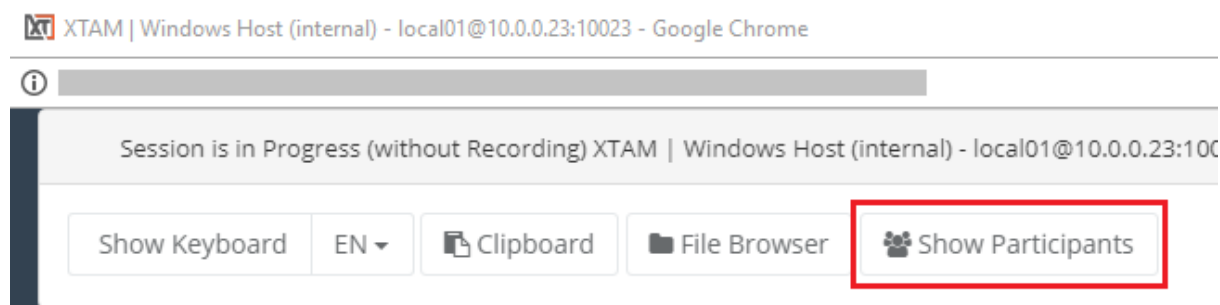 XTAM | Windows Host (internal) - local01@10.0.0.23:10023 - Google Chrome
Session is in Progress (without Recording) XTAM | Windows Host (internal) - local01@10.0.0.23:100
Show Keyboard EN Clipboard File Browser Show Participants